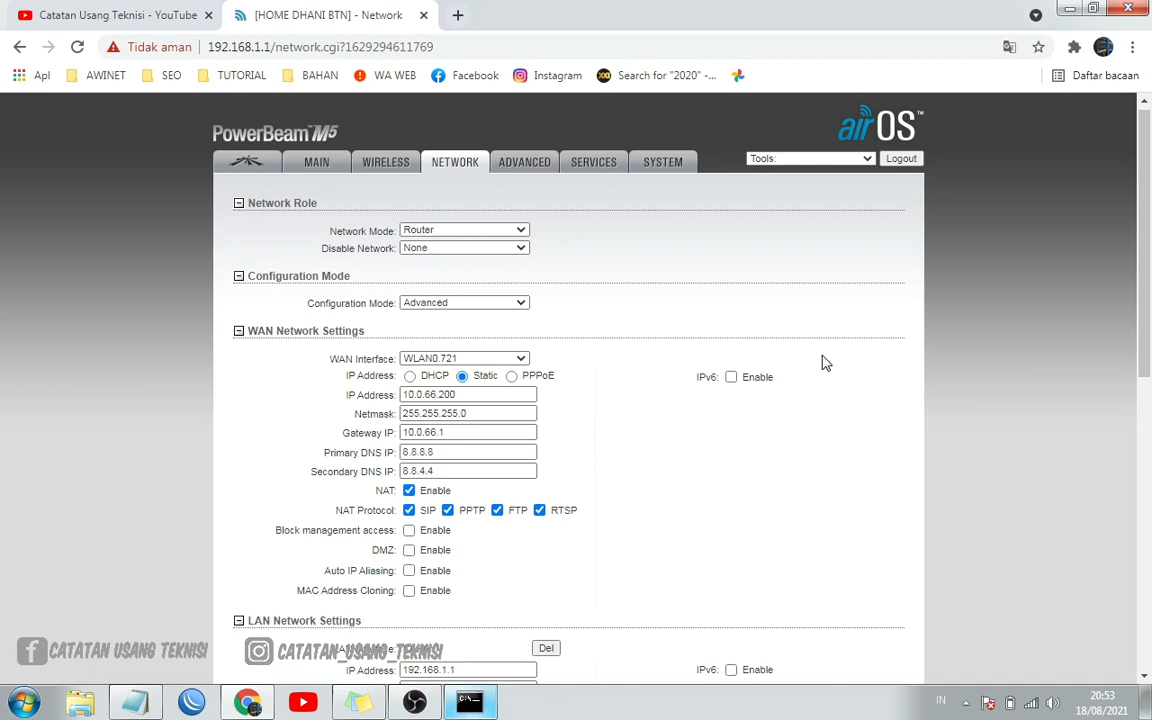 Catatan Usang Teknisi - YouTube
[HOME DHANI BTN] - Network
Tidak aman
192.168.1.1/network.cgi?1629294611769
Apl
AWINET
SEO
TUTORIAL
BAHAN
WA WEB
Facebook
Instagram
Search for "2020" -...
Daftar bacaan
PowerBeam™M5
airOS™
MAIN
WIRELESS
NETWORK
ADVANCED
SERVICES
SYSTEM
Tools:
Logout
Network Role
Network Mode: Router
Disable Network: None
Configuration Mode
Configuration Mode: Advanced
WAN Network Settings
WAN Interface: WLAN0.721
IP Address: DHCP Static PPPoE
IPv6: Enable
IP Address: 10.0.66.200
Netmask: 255.255.255.0
Gateway IP: 10.0.66.1
Primary DNS IP: 8.8.8.8
Secondary DNS IP: 8.8.4.4
NAT: Enable
NAT Protocol: SIP PPTP FTP RTSP
Block management access: Enable
DMZ: Enable
Auto IP Aliasing: Enable
MAC Address Cloning: Enable
LAN Network Settings
CATATAN USANG TEKNISI
CATATAN_USANG_TEKNISI
Del
IP Address: 192.168.1.1
IPv6: Enable
IN
20:53
18/08/2021